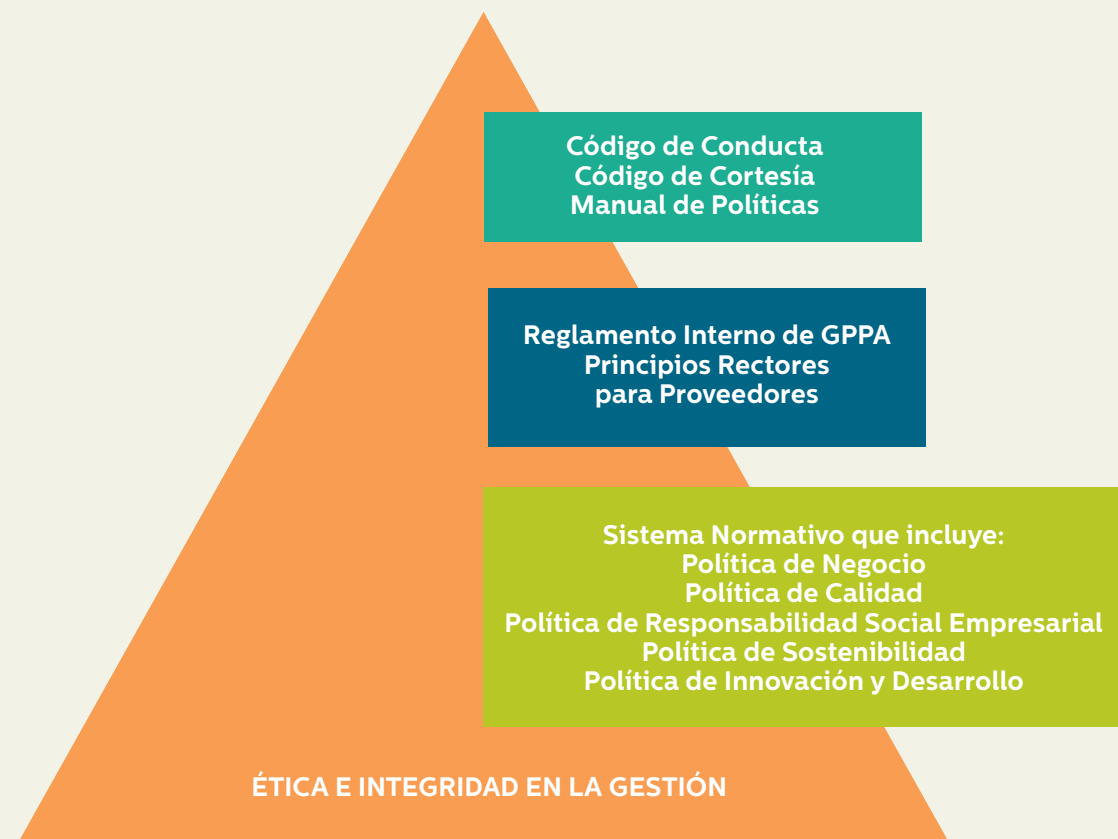 Código de Conducta
Código de Cortesía
Manual de Políticas
Reglamento Interno de GPPA
Principios Rectores
para Proveedores
Sistema Normativo que incluye:
Política de Negocio
Política de Calidad
Política de Responsabilidad Social Empresarial
Política de Sostenibilidad
Política de Innovación y Desarrollo
ÉTICA E INTEGRIDAD EN LA GESTIÓN